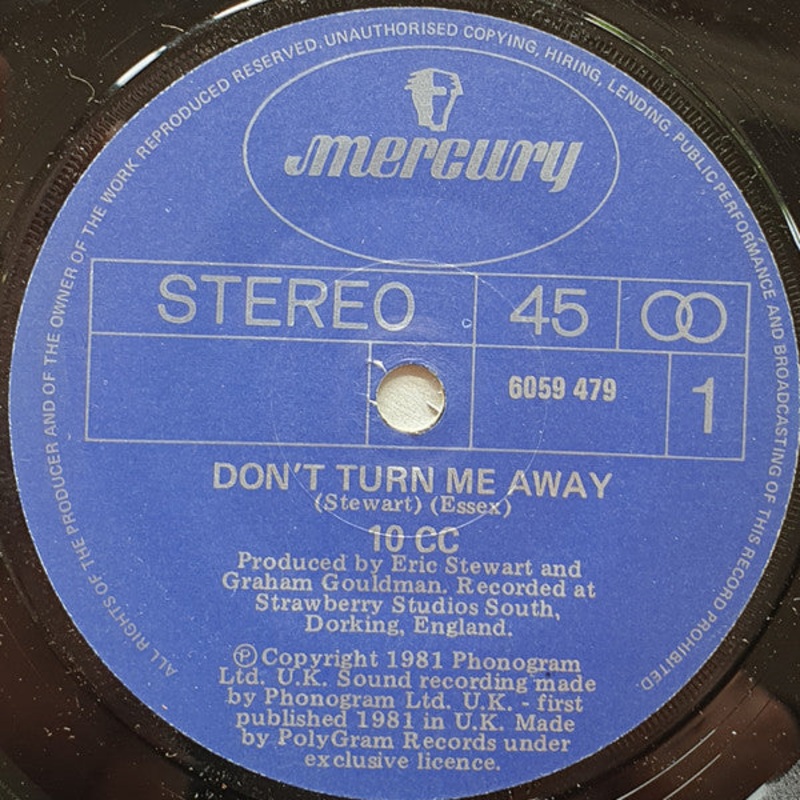 ALL RIGHTS OF THE PRODUCER AND OF THE OWNER OF THE WORK REPRODUCED RESERVED. UNAUTHORISED COPYING, HIRING, LENDING, PUBLIC PERFORMANCE AND BROADCASTING OF THIS RECORD PROHIBITED.
mercury
STEREO 45
6059 479 1
DON'T TURN ME AWAY
(Stewart) (Essex)
10 CC
Produced by Eric Stewart and
Graham Gouldman. Recorded at
Strawberry Studios South,
Dorking, England.
Ⓟ Copyright 1981 Phonogram
Ltd. U.K. Sound recording made
by Phonogram Ltd. U.K. - first
published 1981 in U.K. Made
by PolyGram Records under
exclusive licence.